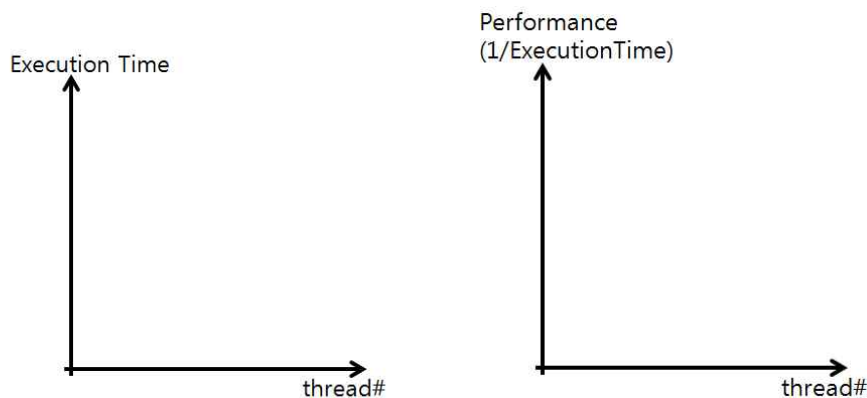 Execution Time
thread#
Performance
(1/ExecutionTime)
thread#